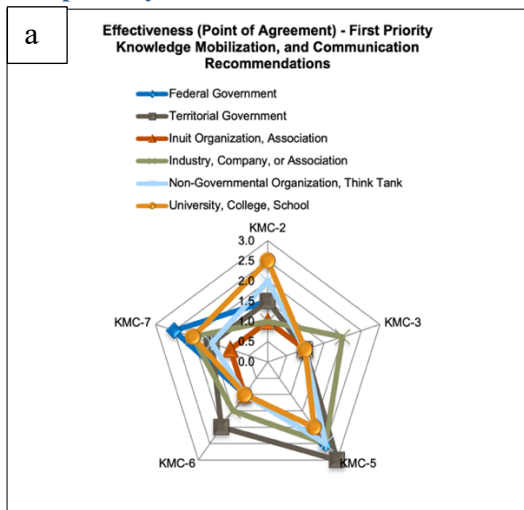 a
Effectiveness (Point of Agreement) - First Priority
Knowledge Mobilization, and Communication
Recommendations
Federal Government
Territorial Government
Inuit Organization, Association
Industry, Company, or Association
Non-Governmental Organization, Think Tank
University, College, School
KMC-2
3.0
2.5
2.0
1.5
1.0
0.5
0.0
KMC-7
KMC-3
KMC-6
KMC-5